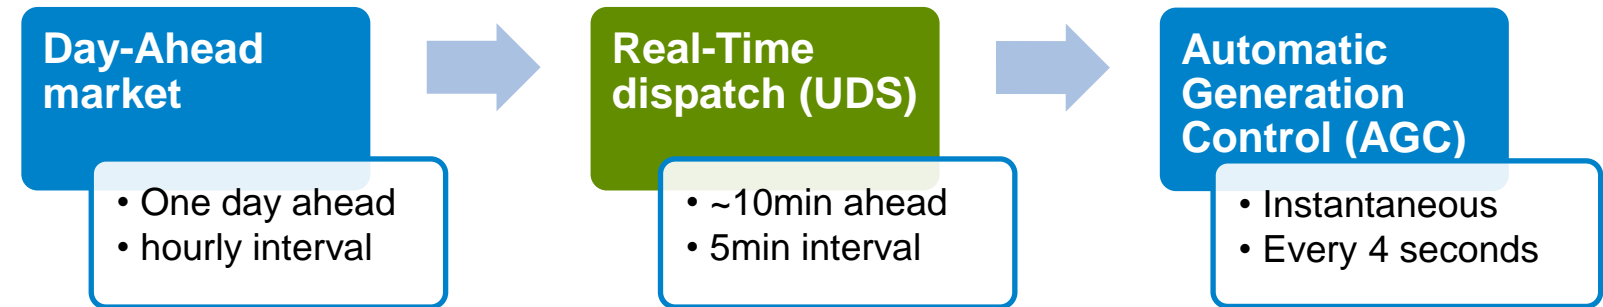 Day-Ahead
market
• One day ahead
• hourly interval
Real-Time
dispatch (UDS)
• ~10min ahead
• 5min interval
Automatic
Generation
Control (AGC)
• Instantaneous
• Every 4 seconds